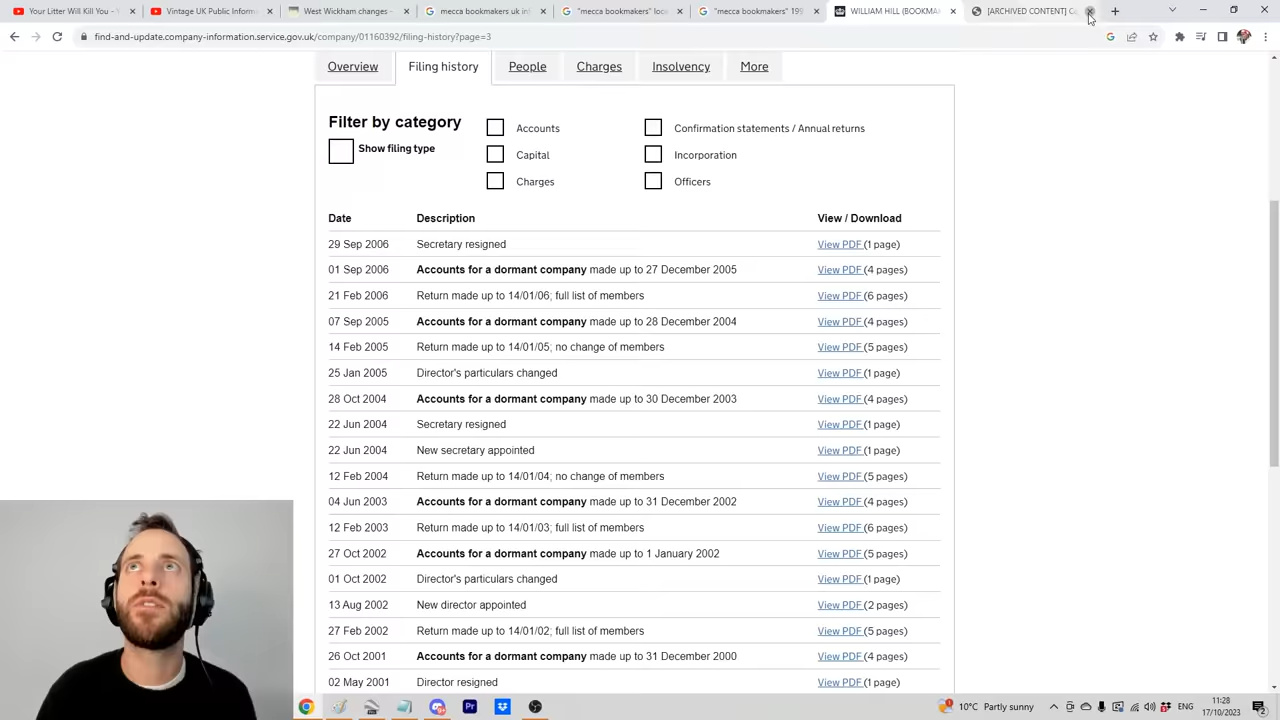 Your Litter Will Kill You - Y
Vintage UK Public Informa
West Wickham changes -
mecca bookmakers uk in
"mecca bookmakers" loc
"mecca bookmakers" 199
WILLIAM HILL (BOOKMA
[ARCHIVED CONTENT] C
find-and-update.company-information.service.gov.uk/company/01160392/filing-history?page=3
Overview Filing history People Charges Insolvency More
Filter by category
Show filing type
Accounts Confirmation statements / Annual returns
Capital Incorporation
Charges Officers
Date Description View / Download
29 Sep 2006 Secretary resigned View PDF (1 page)
01 Sep 2006 Accounts for a dormant company made up to 27 December 2005 View PDF (4 pages)
21 Feb 2006 Return made up to 14/01/06; full list of members View PDF (6 pages)
07 Sep 2005 Accounts for a dormant company made up to 28 December 2004 View PDF (4 pages)
14 Feb 2005 Return made up to 14/01/05; no change of members View PDF (5 pages)
25 Jan 2005 Director's particulars changed View PDF (1 page)
28 Oct 2004 Accounts for a dormant company made up to 30 December 2003 View PDF (4 pages)
22 Jun 2004 Secretary resigned View PDF (1 page)
22 Jun 2004 New secretary appointed View PDF (1 page)
12 Feb 2004 Return made up to 14/01/04; no change of members View PDF (5 pages)
04 Jun 2003 Accounts for a dormant company made up to 31 December 2002 View PDF (4 pages)
12 Feb 2003 Return made up to 14/01/03; full list of members View PDF (6 pages)
27 Oct 2002 Accounts for a dormant company made up to 1 January 2002 View PDF (5 pages)
01 Oct 2002 Director's particulars changed View PDF (1 page)
13 Aug 2002 New director appointed View PDF (2 pages)
27 Feb 2002 Return made up to 14/01/02; full list of members View PDF (5 pages)
26 Oct 2001 Accounts for a dormant company made up to 31 December 2000 View PDF (4 pages)
02 May 2001 Director resigned View PDF (1 page)
10°C Partly sunny
ENG
11:28
17/10/2023